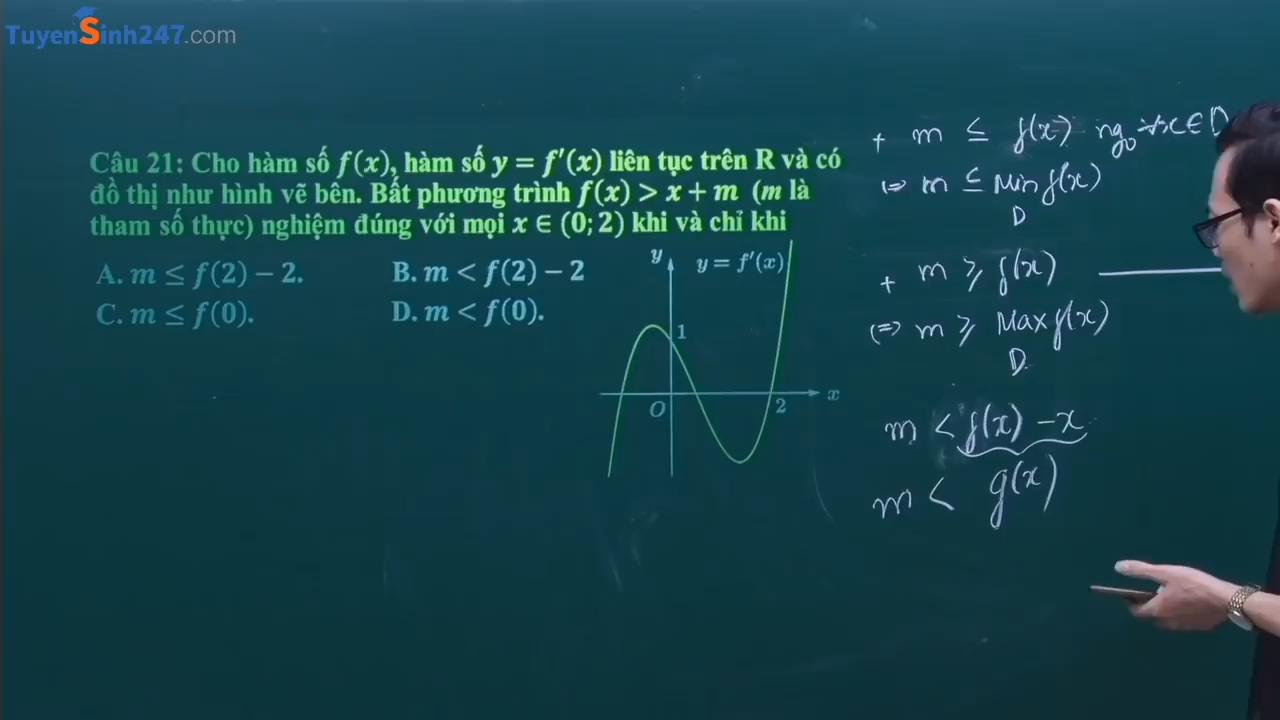 TuyenSinh247.com
Câu 21: Cho hàm số f(x), hàm số y = f′(x) liên tục trên R và có
đồ thị như hình vẽ bên. Bất phương trình f(x) > x + m (m là
tham số thực) nghiệm đúng với mọi x ∈ (0; 2) khi và chỉ khi
A. m ≤ f(2) − 2. B. m < f(2) − 2
C. m ≤ f(0). D. m < f(0).
y y = f′(x)
1
O 2 x
+ m ≤ f(x) ng₀ ∀x ∈ D
⇔ m ≤ Min f(x)
D
+ m ⩾ f(x)
⇔ m ⩾ Max f(x)
D
m < f(x) − x
m < g(x)